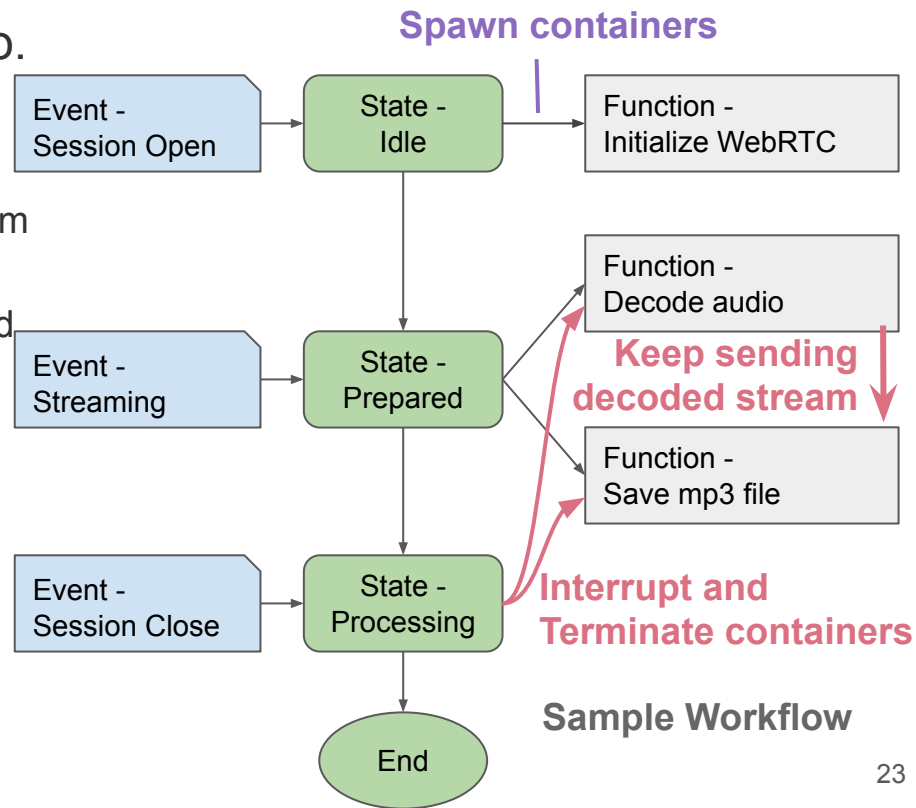 o.
Spawn containers
Event -
Session Open
State -
Idle
Function -
Initialize WebRTC
m
d
Function -
Decode audio
Event -
Streaming
State -
Prepared
Keep sending
decoded stream
Function -
Save mp3 file
Event -
Session Close
State -
Processing
Interrupt and
Terminate containers
Sample Workflow
End
23